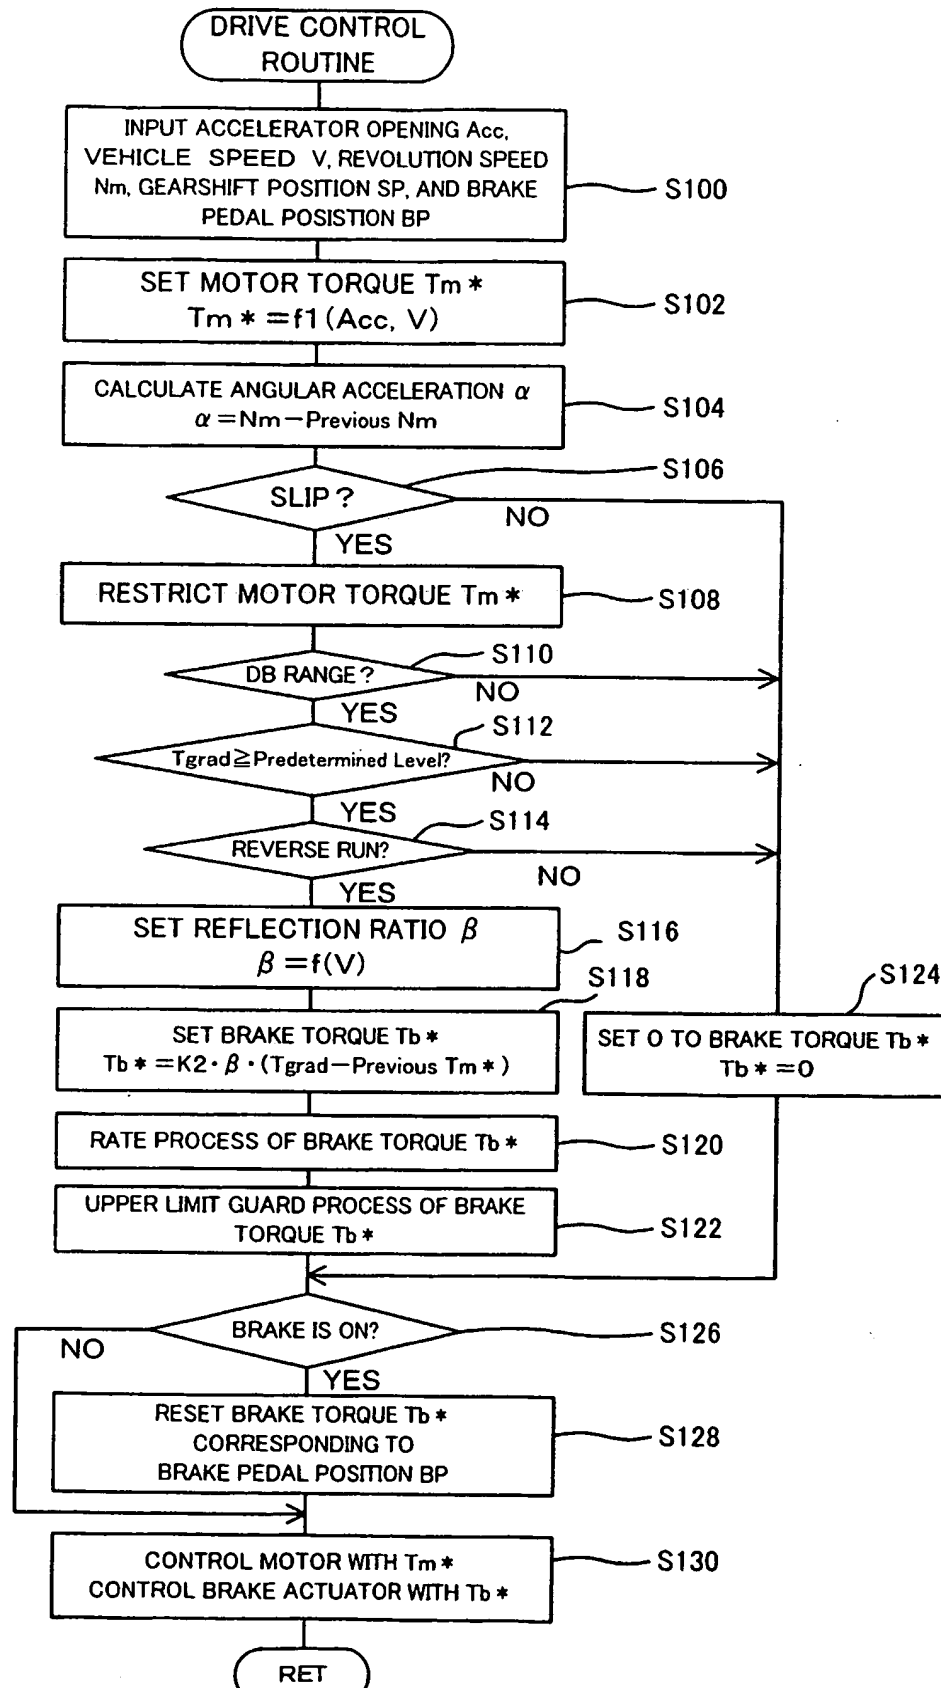 DRIVE CONTROL
ROUTINE
INPUT ACCELERATOR OPENING Acc,
VEHICLE SPEED V, REVOLUTION SPEED
Nm, GEARSHIFT POSITION SP, AND BRAKE
PEDAL POSISTION BP
S100
SET MOTOR TORQUE Tm*
Tm*=f1(Acc, V)
S102
CALCULATE ANGULAR ACCELERATION α
α=Nm−Previous Nm
S104
S106
SLIP?
NO
YES
RESTRICT MOTOR TORQUE Tm*
S108
S110
DB RANGE?
NO
YES
S112
Tgrad≧Predetermined Level?
NO
YES
S114
REVERSE RUN?
NO
YES
SET REFLECTION RATIO β
β=f(V)
S116
S118
SET BRAKE TORQUE Tb*
Tb*=K2·β·(Tgrad−Previous Tm*)
S124
SET 0 TO BRAKE TORQUE Tb*
Tb*=0
RATE PROCESS OF BRAKE TORQUE Tb*
S120
UPPER LIMIT GUARD PROCESS OF BRAKE
TORQUE Tb*
S122
BRAKE IS ON?
S126
NO
YES
RESET BRAKE TORQUE Tb*
CORRESPONDING TO
BRAKE PEDAL POSITION BP
S128
CONTROL MOTOR WITH Tm*
CONTROL BRAKE ACTUATOR WITH Tb*
S130
RET